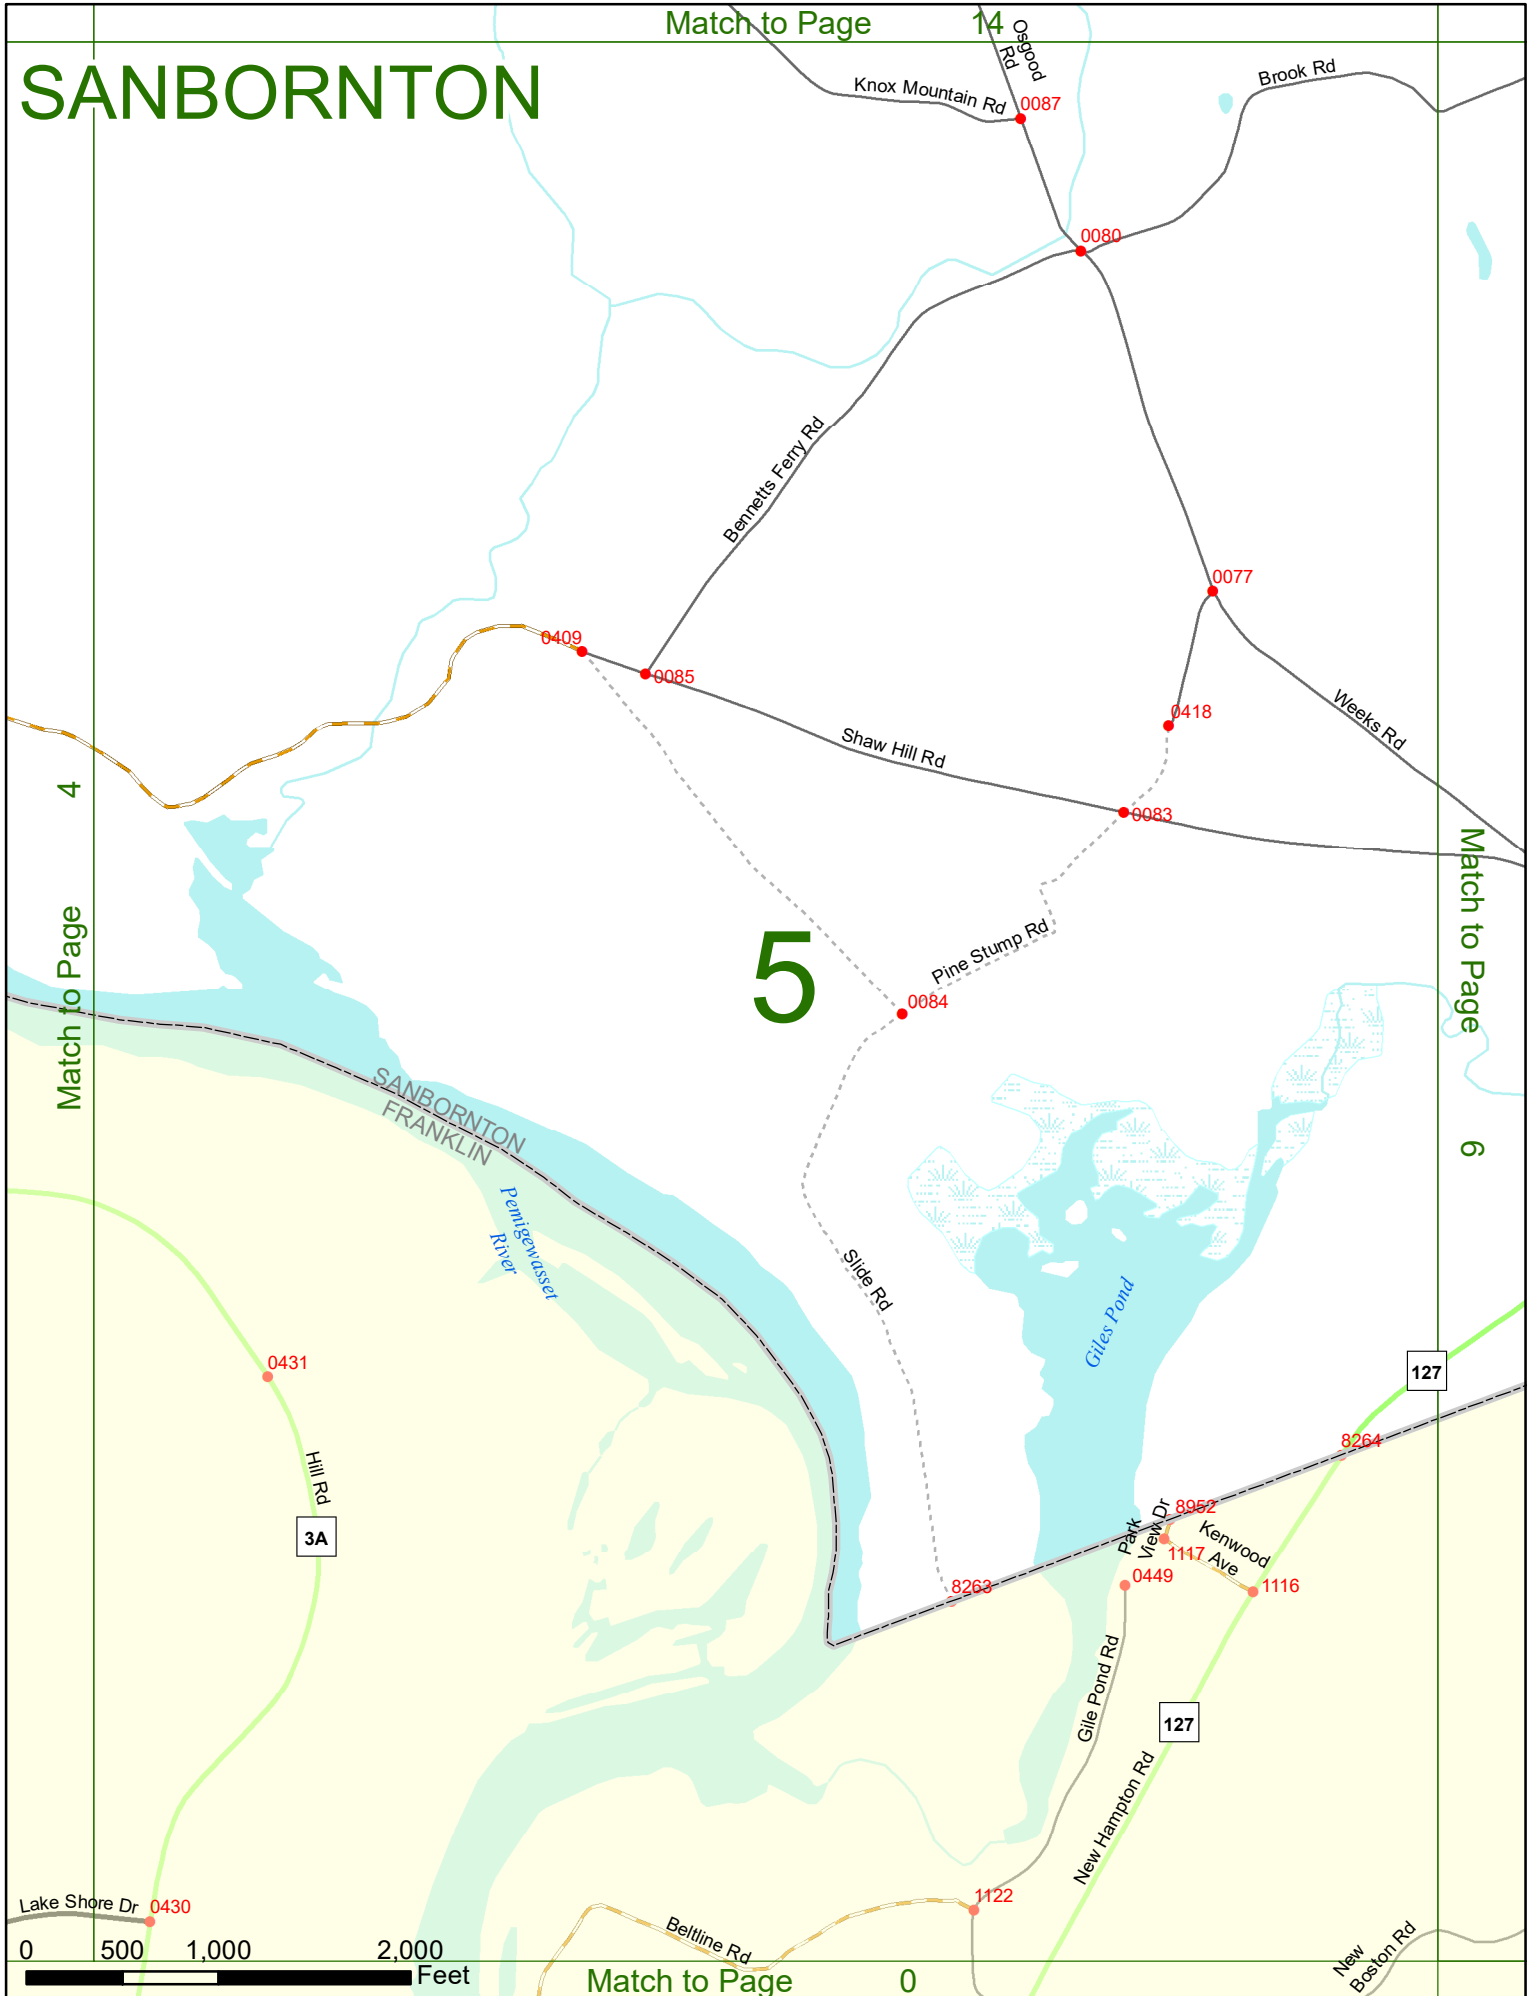 Match to Page 14
SANBORNTON
Osgood
Rd
Knox Mountain Rd
0087
Brook Rd
0080
Bennetts Ferry Rd
0077
0409
0085
0418
Weeks Rd
Shaw Hill Rd
0083
Match to Page 4
Match to Page 6
5
Pine Stump Rd
0084
SANBORNTON
FRANKLIN
Pemigewasset
River
Slide Rd
Giles Pond
0431
127
Hill Rd
8264
3A
8952
Park
View Dr
Kenwood
Ave
1117
0449
8263
1116
Gile Pond Rd
127
New Hampton Rd
Lake Shore Dr
0430
1122
Beltline Rd
New
Boston Rd
0 500 1,000 2,000
Feet
Match to Page 0